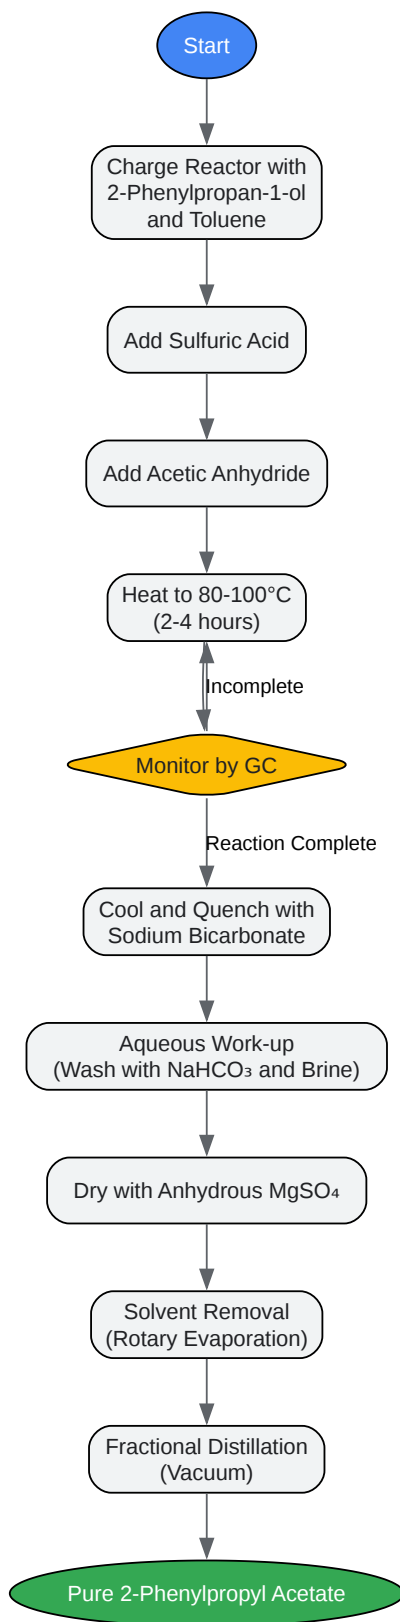 Start
Charge Reactor with
2-Phenylpropan-1-ol
and Toluene
Add Sulfuric Acid
Add Acetic Anhydride
Heat to 80-100°C
(2-4 hours)
Incomplete
Monitor by GC
Reaction Complete
Cool and Quench with
Sodium Bicarbonate
Aqueous Work-up
(Wash with NaHCO₃ and Brine)
Dry with Anhydrous MgSO₄
Solvent Removal
(Rotary Evaporation)
Fractional Distillation
(Vacuum)
Pure 2-Phenylpropyl Acetate